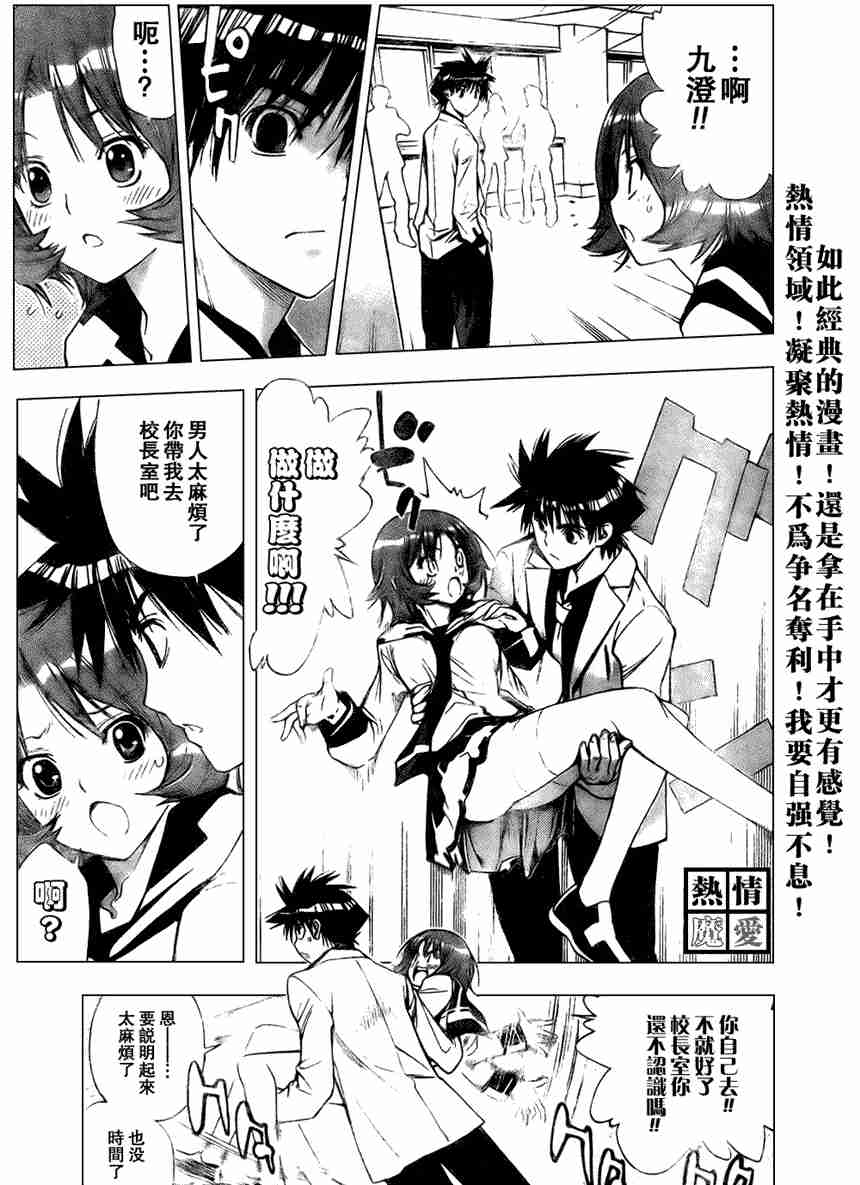 …啊
九澄!!
ピク
呃…?
做
做什麼啊!!!
男人太麻煩了
你帶我去
校長室吧
啊?
你自己去!!
不就好了
校長室你
還不認識嗎!!
恩——
要説明起來
太麻煩了
也没
時間了
如此經典的漫畫！還是拿在手中才更有感覺！
熱情領域！凝聚熱情！不爲争名奪利！我要自强不息！
熱情
魔愛